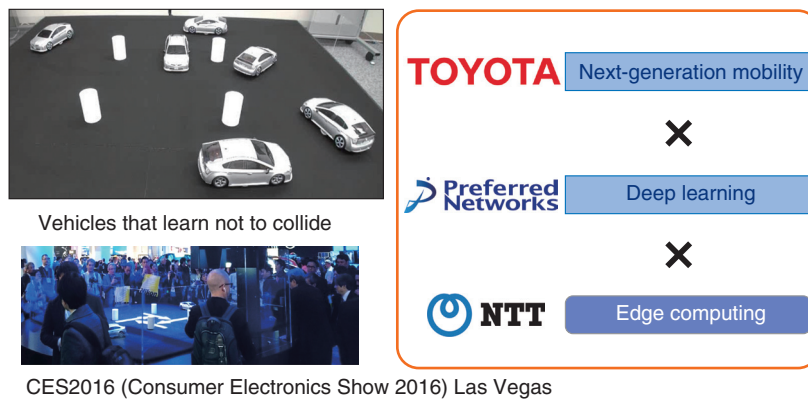 Vehicles that learn not to collide
CES2016 (Consumer Electronics Show 2016) Las Vegas
TOYOTA
Next-generation mobility
×
Preferred
Networks
Deep learning
×
NTT
Edge computing